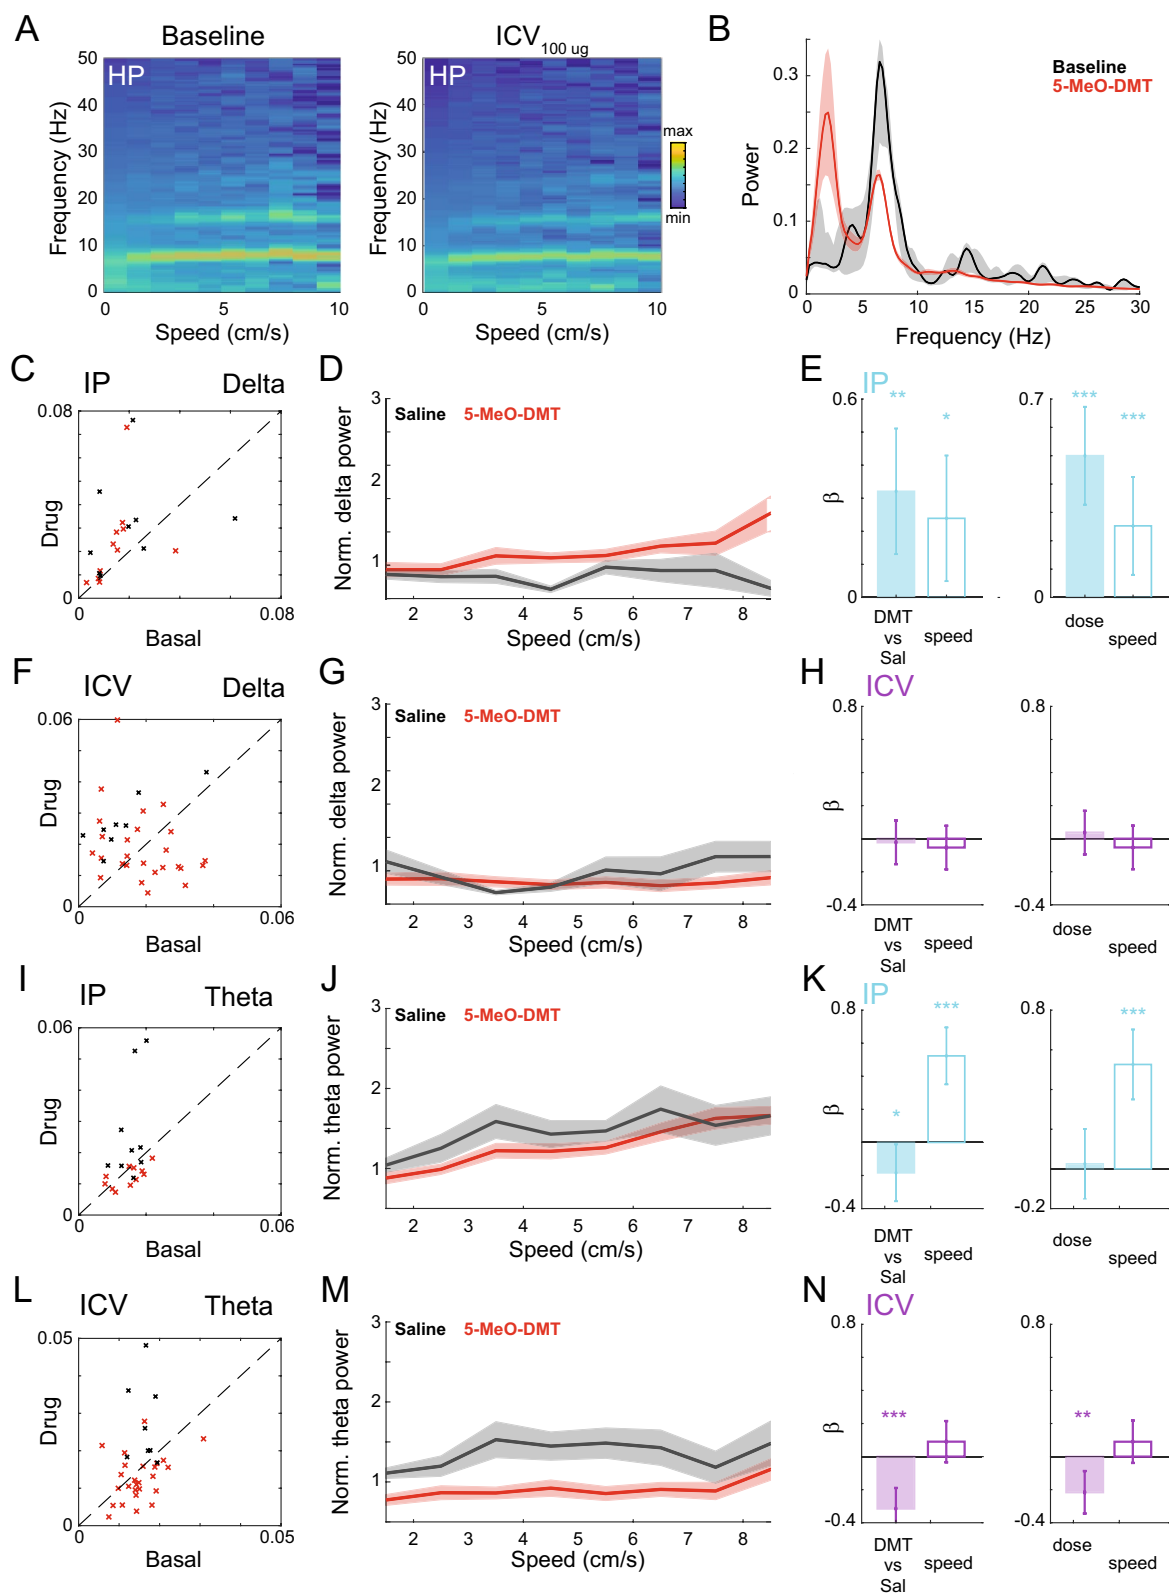 A Baseline ICV100 ug B
HP HP
50 40 30 20 10 0
Frequency (Hz)
0 5 10
Speed (cm/s)
50 40 30 20 10 0
Frequency (Hz)
0 5 10
Speed (cm/s)
max
min
Baseline
5-MeO-DMT
0.3 0.2 0.1 0
Power
0 5 10 15 20 25 30
Frequency (Hz)
C IP Delta
0.08
Drug
0
0 0.08
Basal
D
Saline 5-MeO-DMT
3 2 2 1
Norm. delta power
2 3 4 5 6 7 8
Speed (cm/s)
E IP
** * *** ***
0.6
β
0
DMT vs Sal speed
0.7
0
dose speed
F ICV Delta
0.06
Drug
0
0 0.06
Basal
G
Saline 5-MeO-DMT
3 2 2 1
Norm. delta power
2 3 4 5 6 7 8
Speed (cm/s)
H ICV
0.8
β
-0.4
DMT vs Sal speed
0.8
-0.4
dose speed
I IP Theta
0.06
Drug
0
0 0.06
Basal
J
Saline 5-MeO-DMT
3 2 2 1
Norm. theta power
2 3 4 5 6 7 8
Speed (cm/s)
K IP
* *** ***
0.8
β
-0.4
DMT vs Sal speed
0.8
-0.2
dose speed
L ICV Theta
0.05
Drug
0
0 0.05
Basal
M
Saline 5-MeO-DMT
3 2 2 1
Norm. theta power
2 3 4 5 6 7 8
Speed (cm/s)
N ICV
*** **
0.8
β
-0.4
DMT vs Sal speed
0.8
-0.4
dose speed